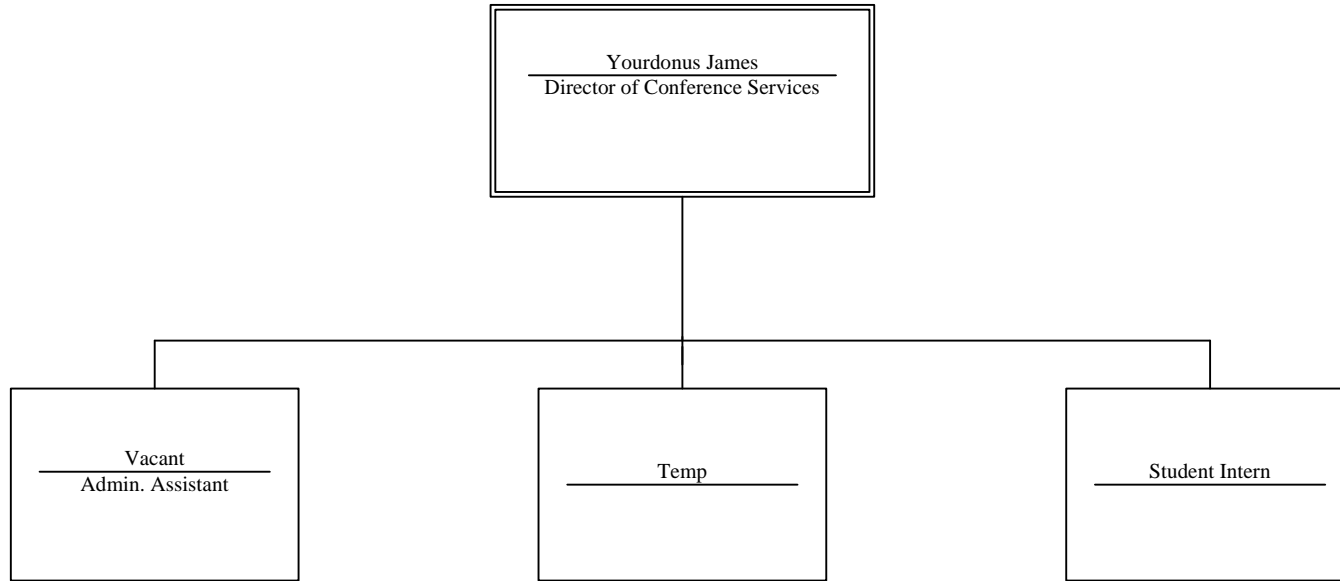 Yourdonus James
Director of Conference Services
Vacant
Admin. Assistant
Temp
Student Intern